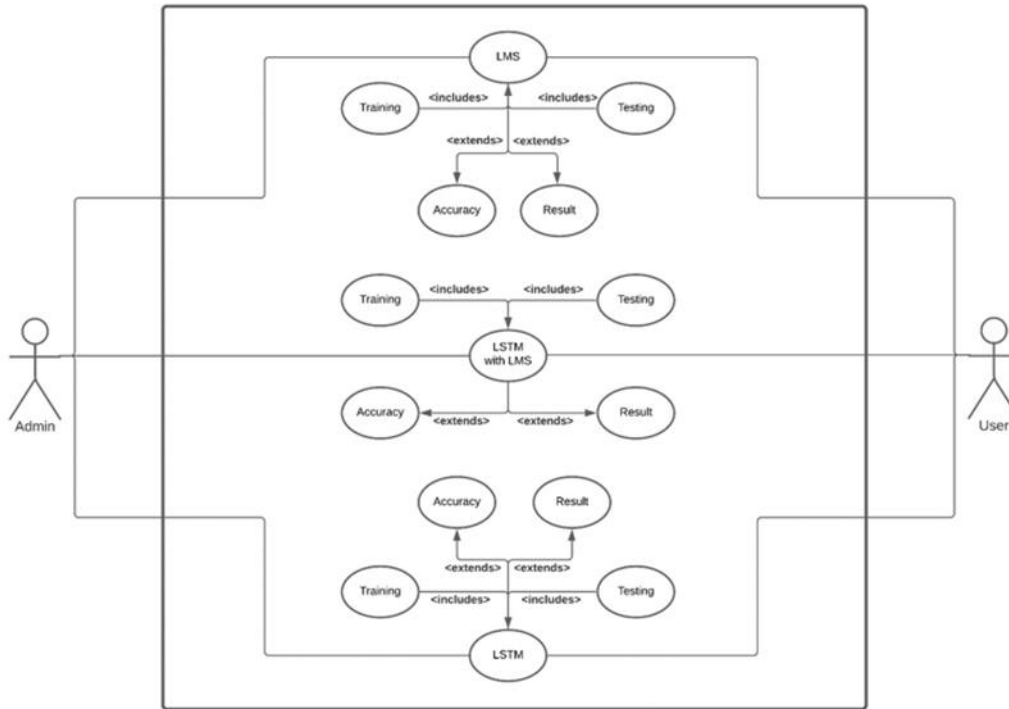 LMS
Training
<includes>
<includes>
Testing
<extends>
<extends>
Accuracy
Result
Training
<includes>
<includes>
Testing
LSTM
with LMS
Admin
User
Accuracy
<extends>
<extends>
Result
Accuracy
Result
<extends>
<extends>
Training
<includes>
<includes>
Testing
LSTM